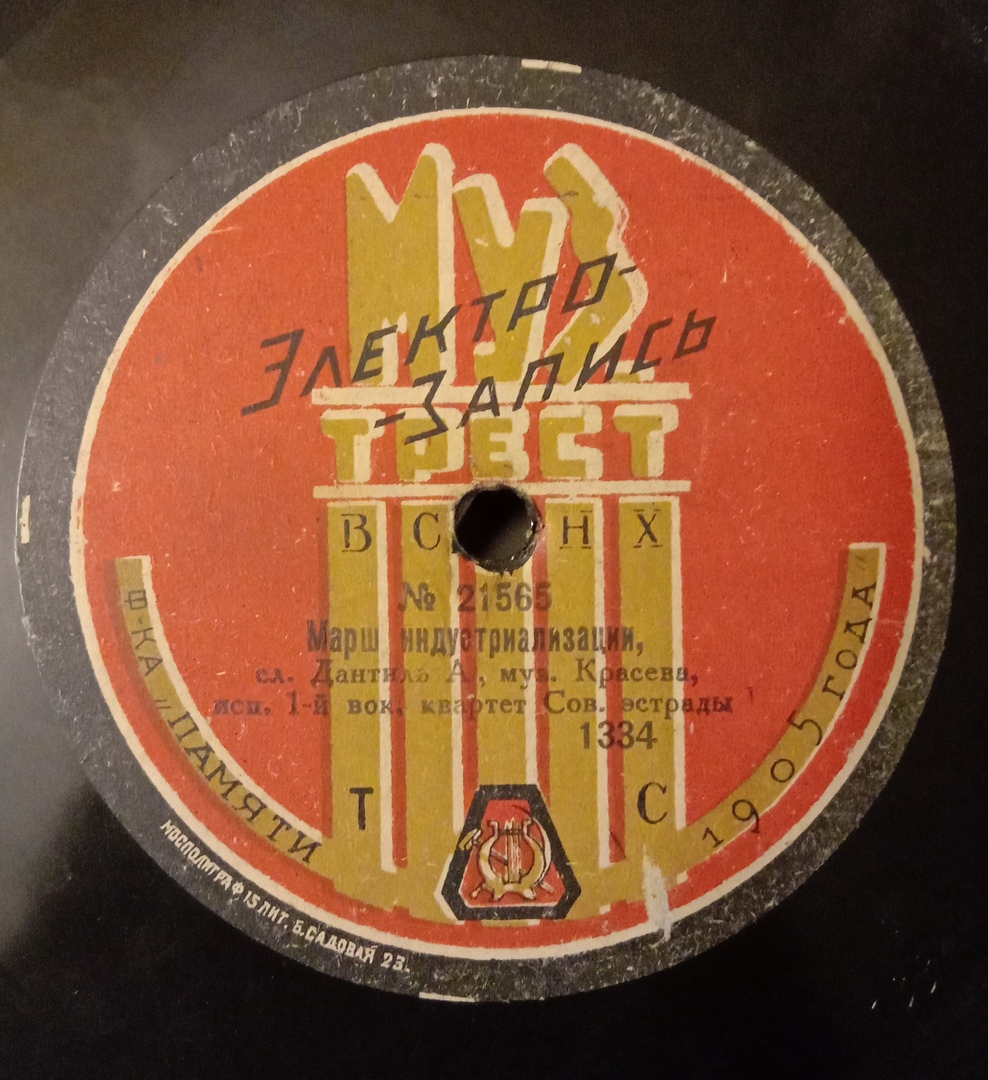 МУЗ
ЭЛЕКТРО-
-ЗАПИСЬ
ТРЕСТ
ВСНХ
№ 21565
Марш индустриализации,
сл. Дантиль А, муз. Красева,
исп. 1-й вок. квартет Сов. эстрады
1334
Т С
Ф-КА „ПАМЯТИ 1905 ГОДА"
МОСПОЛИГРАФ 15 ЛИТ. Б. САДОВАЯ 23.